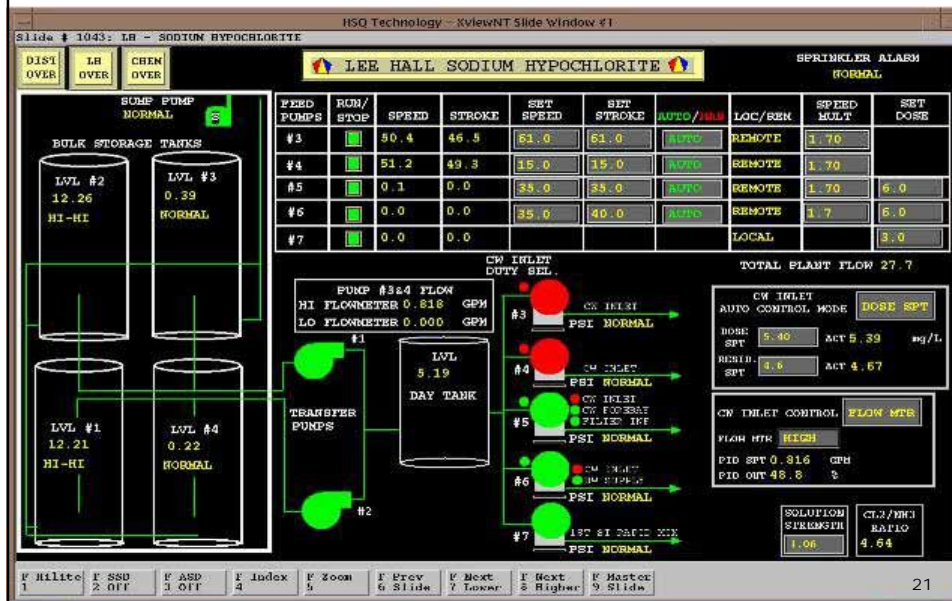 HSQ Technology - XviewNT Slide Window #1
Slide # 1043: LH - SODIUM HYPOCHLORITE
DIST OVER
LH OVER
CHEM OVER
LEE HALL SODIUM HYPOCHLORITE
SPRINKLER ALARM
NORMAL
SUMP PUMP
NORMAL
S
BULK STORAGE TANKS
LVL #2
12.26
HI-HI
LVL #3
0.39
NORMAL
LVL #1
12.21
HI-HI
LVL #4
0.22
NORMAL
FEED PUMPS RUN/STOP SPEED STROKE SET SPEED SET STROKE AUTO/MAN LOC/REM SPEED MULT SET DOSE
#3 50.4 46.5 61.0 61.0 AUTO REMOTE 1.70
#4 51.2 49.3 15.0 15.0 AUTO REMOTE 1.70
#5 0.1 0.0 35.0 35.0 AUTO REMOTE 1.70 6.0
#6 0.0 0.0 35.0 40.0 AUTO REMOTE 1.7 6.0
#7 0.0 0.0 LOCAL 3.0
CW INLET
DUTY SEL.
TOTAL PLANT FLOW 27.7
PUMP #3&4 FLOW
HI FLOWMETER 0.818 GPM
LO FLOWMETER 0.000 GPM
#1
TRANSFER
PUMPS
#2
LVL
5.19
DAY TANK
#3
CW INLET
PSI NORMAL
#4
CW INLET
PSI NORMAL
#5
CW INLET
CW FOREBAY
FILTER INF
PSI NORMAL
#6
CW INLET
PSI NORMAL
#7
1ST ST RAPID MIX
PSI NORMAL
CW INLET
AUTO CONTROL MODE DOSE SPT
DOSE SPT 5.40 ACT 5.39 mg/L
RESID. SPT 4.6 ACT 4.67
CW INLET CONTROL FLOW MTR
FLOW MTR HIGH
PID SPT 0.816 GPM
PID OUT 48.8 %
SOLUTION
STRENGTH
1.06
CL2/NH3
RATIO
4.64
F 1 Hilite
F 2 SSD Off
F 3 ASD Off
F 4 Index
F 5 Zoom
F 6 Prev Slide
F 7 Next Lower
F 8 Next Higher
F 9 Master Slide
21